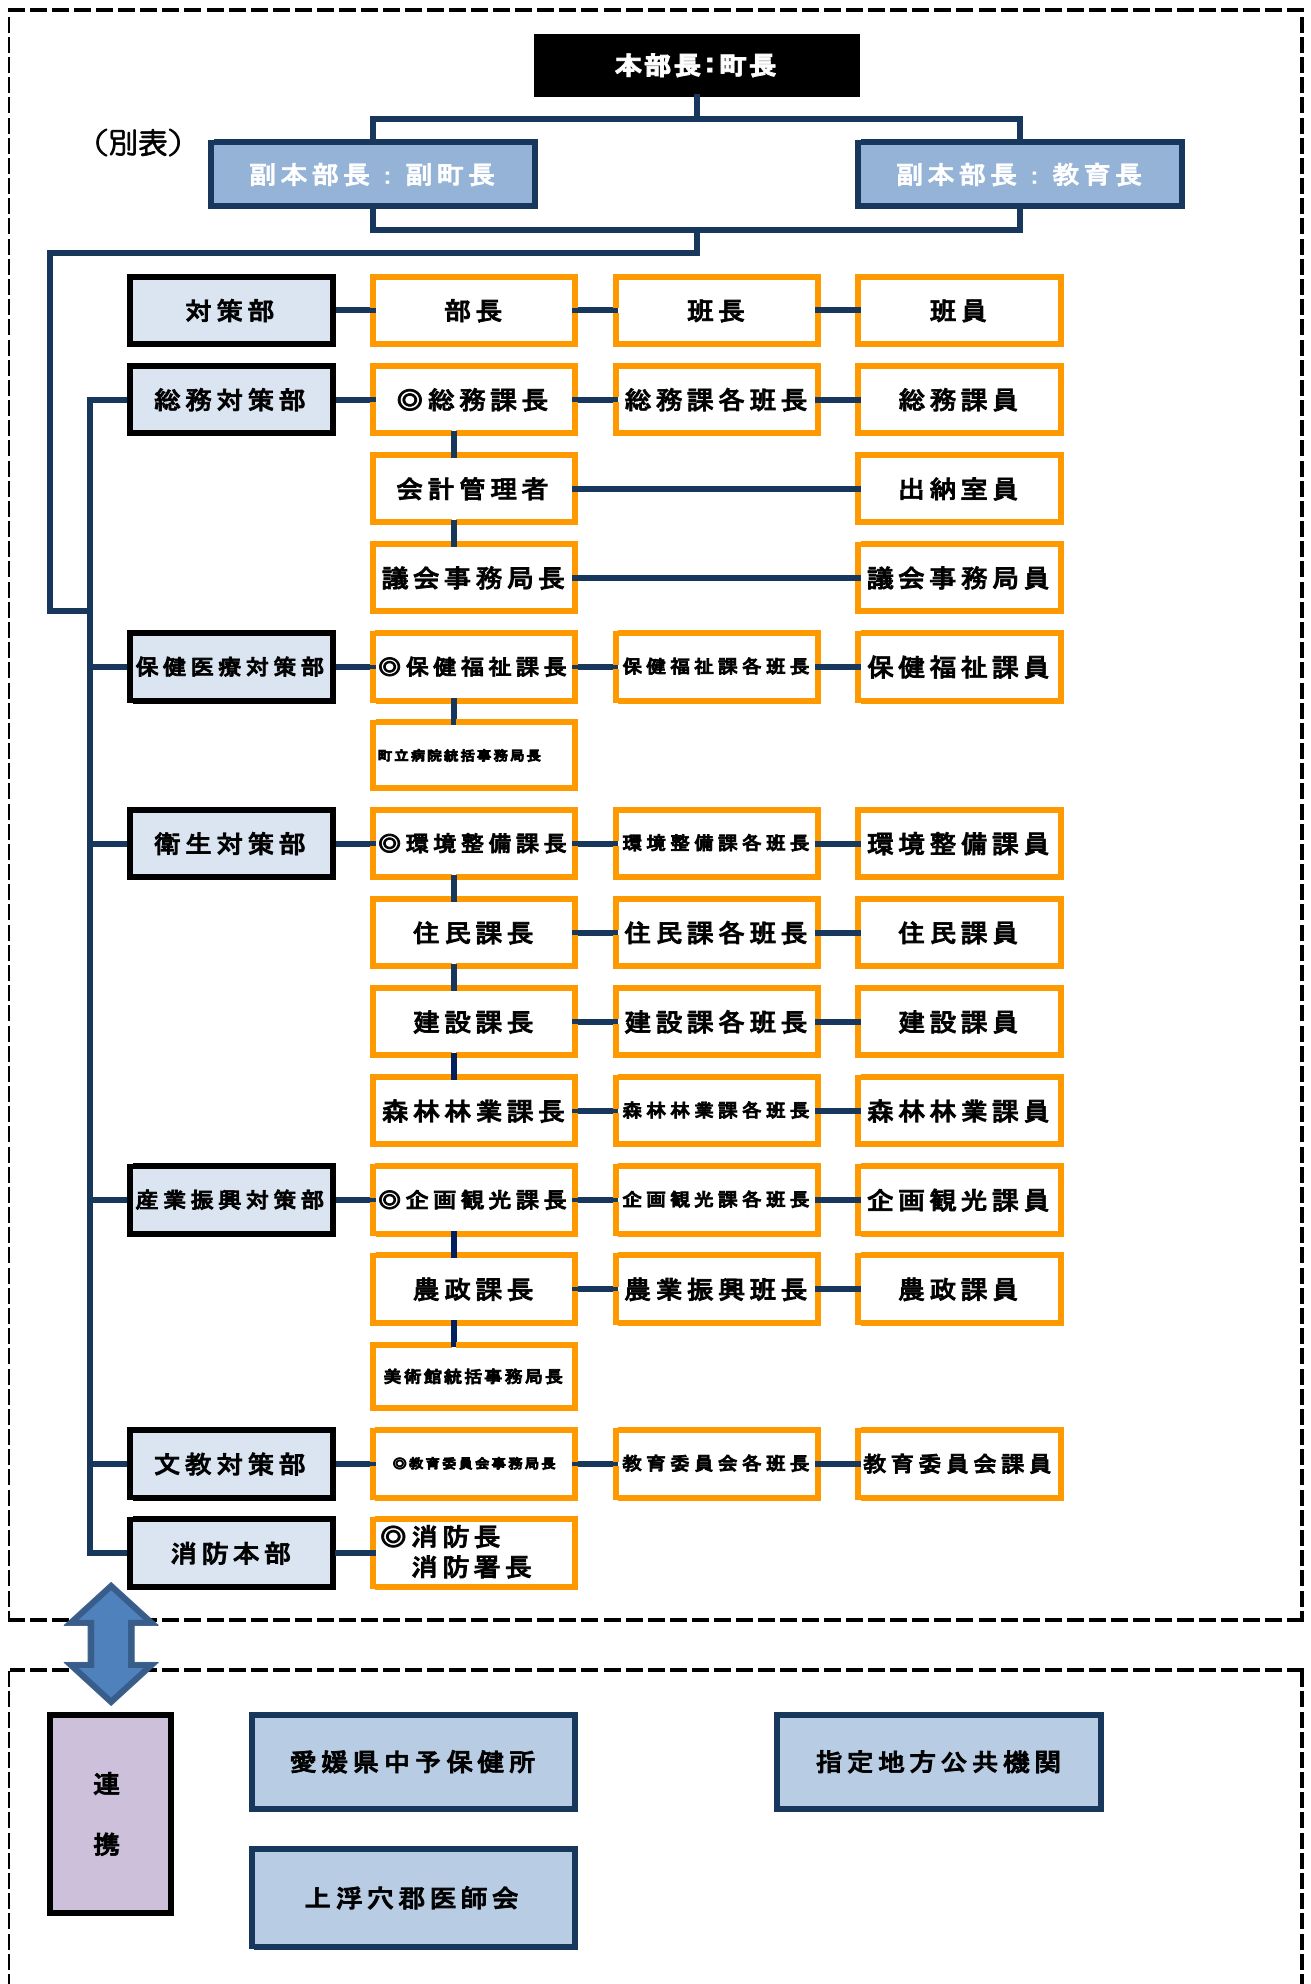 本部長：町長
（別表）
副本部長：副町長
副本部長：教育長
対策部
部長
班長
班員
総務対策部
◎総務課長
総務課各班長
総務課員
会計管理者
出納室員
議会事務局長
議会事務局員
保健医療対策部
◎保健福祉課長
保健福祉課各班長
保健福祉課員
町立病院統括事務局長
衛生対策部
◎環境整備課長
環境整備課各班長
環境整備課員
住民課長
住民課各班長
住民課員
建設課長
建設課各班長
建設課員
森林林業課長
森林林業課各班長
森林林業課員
産業振興対策部
◎企画観光課長
企画観光課各班長
企画観光課員
農政課長
農業振興班長
農政課員
美術館統括事務局長
文教対策部
◎教育委員会事務局長
教育委員会各班長
教育委員会課員
消防本部
◎消防長
消防署長
連
携
愛媛県中予保健所
指定地方公共機関
上浮穴郡医師会